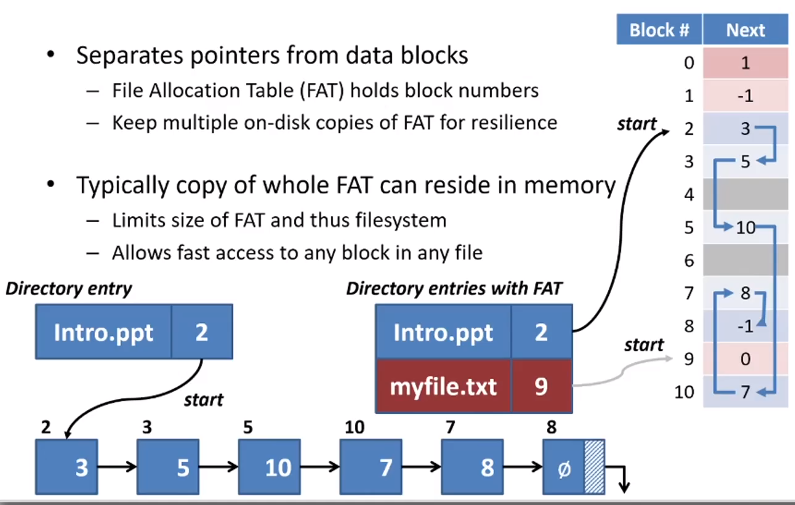 • Separates pointers from data blocks
– File Allocation Table (FAT) holds block numbers
– Keep multiple on-disk copies of FAT for resilience
• Typically copy of whole FAT can reside in memory
– Limits size of FAT and thus filesystem
– Allows fast access to any block in any file
Block # Next
0 1
1 -1
start 2 3
3 5
4
5 10
6
7 8
8 -1
start 9 0
10 7
Directory entry
Intro.ppt 2
start
Directory entries with FAT
Intro.ppt 2
myfile.txt 9
2 3 5 10 7 8
3 5 10 7 8 ∅